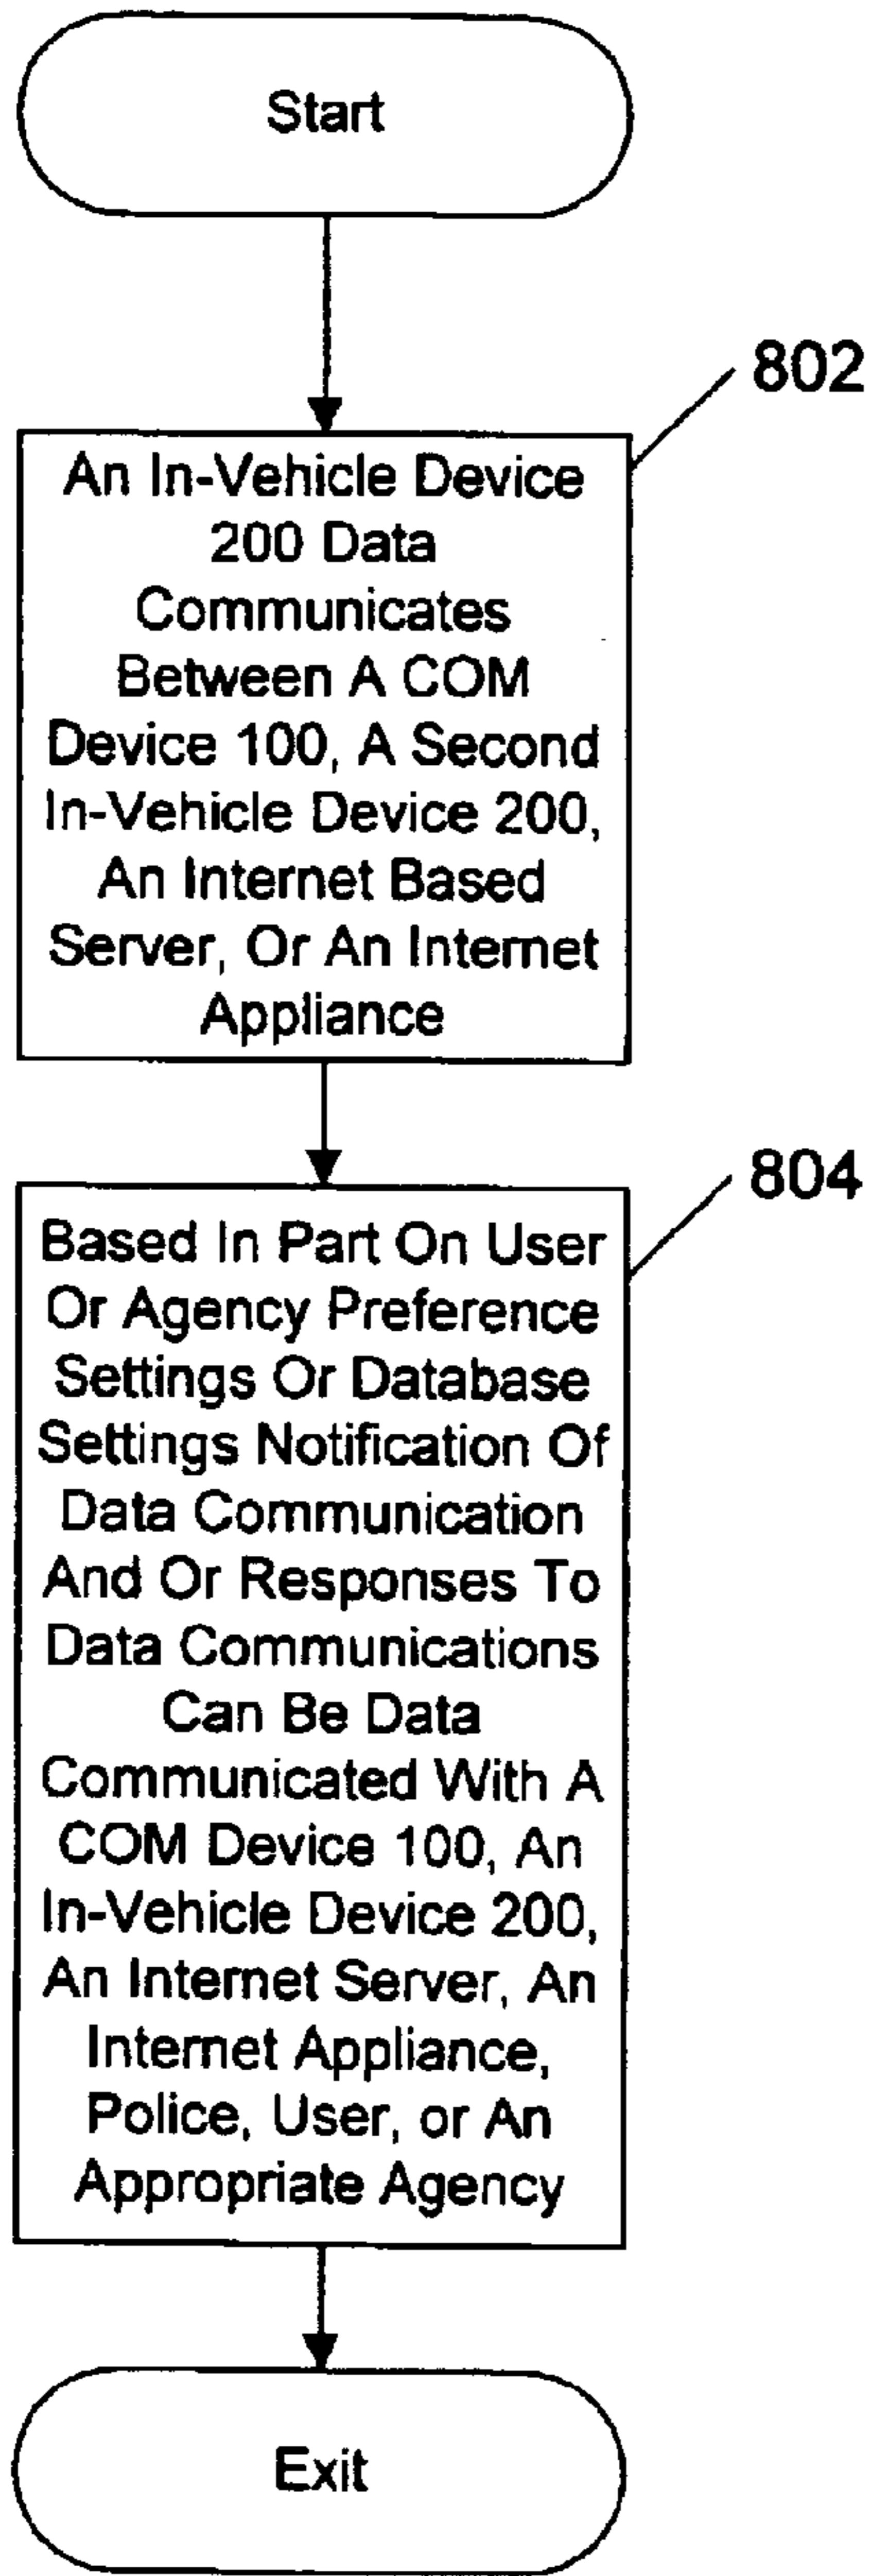 Start
802
An In-Vehicle Device
200 Data
Communicates
Between A COM
Device 100, A Second
In-Vehicle Device 200,
An Internet Based
Server, Or An Internet
Appliance
804
Based In Part On User
Or Agency Preference
Settings Or Database
Settings Notification Of
Data Communication
And Or Responses To
Data Communications
Can Be Data
Communicated With A
COM Device 100, An
In-Vehicle Device 200,
An Internet Server, An
Internet Appliance,
Police, User, or An
Appropriate Agency
Exit